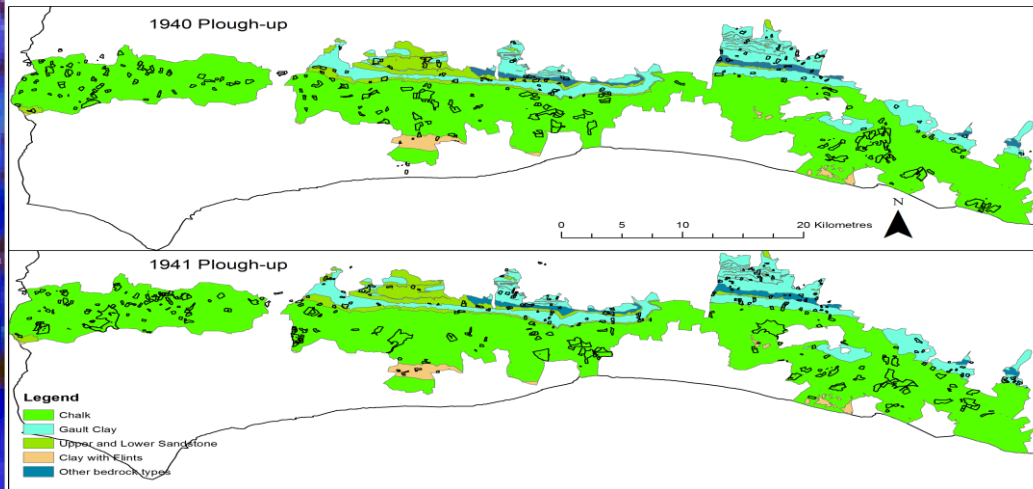 1940 Plough-up
N
0 5 10 20 Kilometres
1941 Plough-up
Legend
Chalk
Gault Clay
Upper and Lower Sandstone
Clay with Flints
Other bedrock types